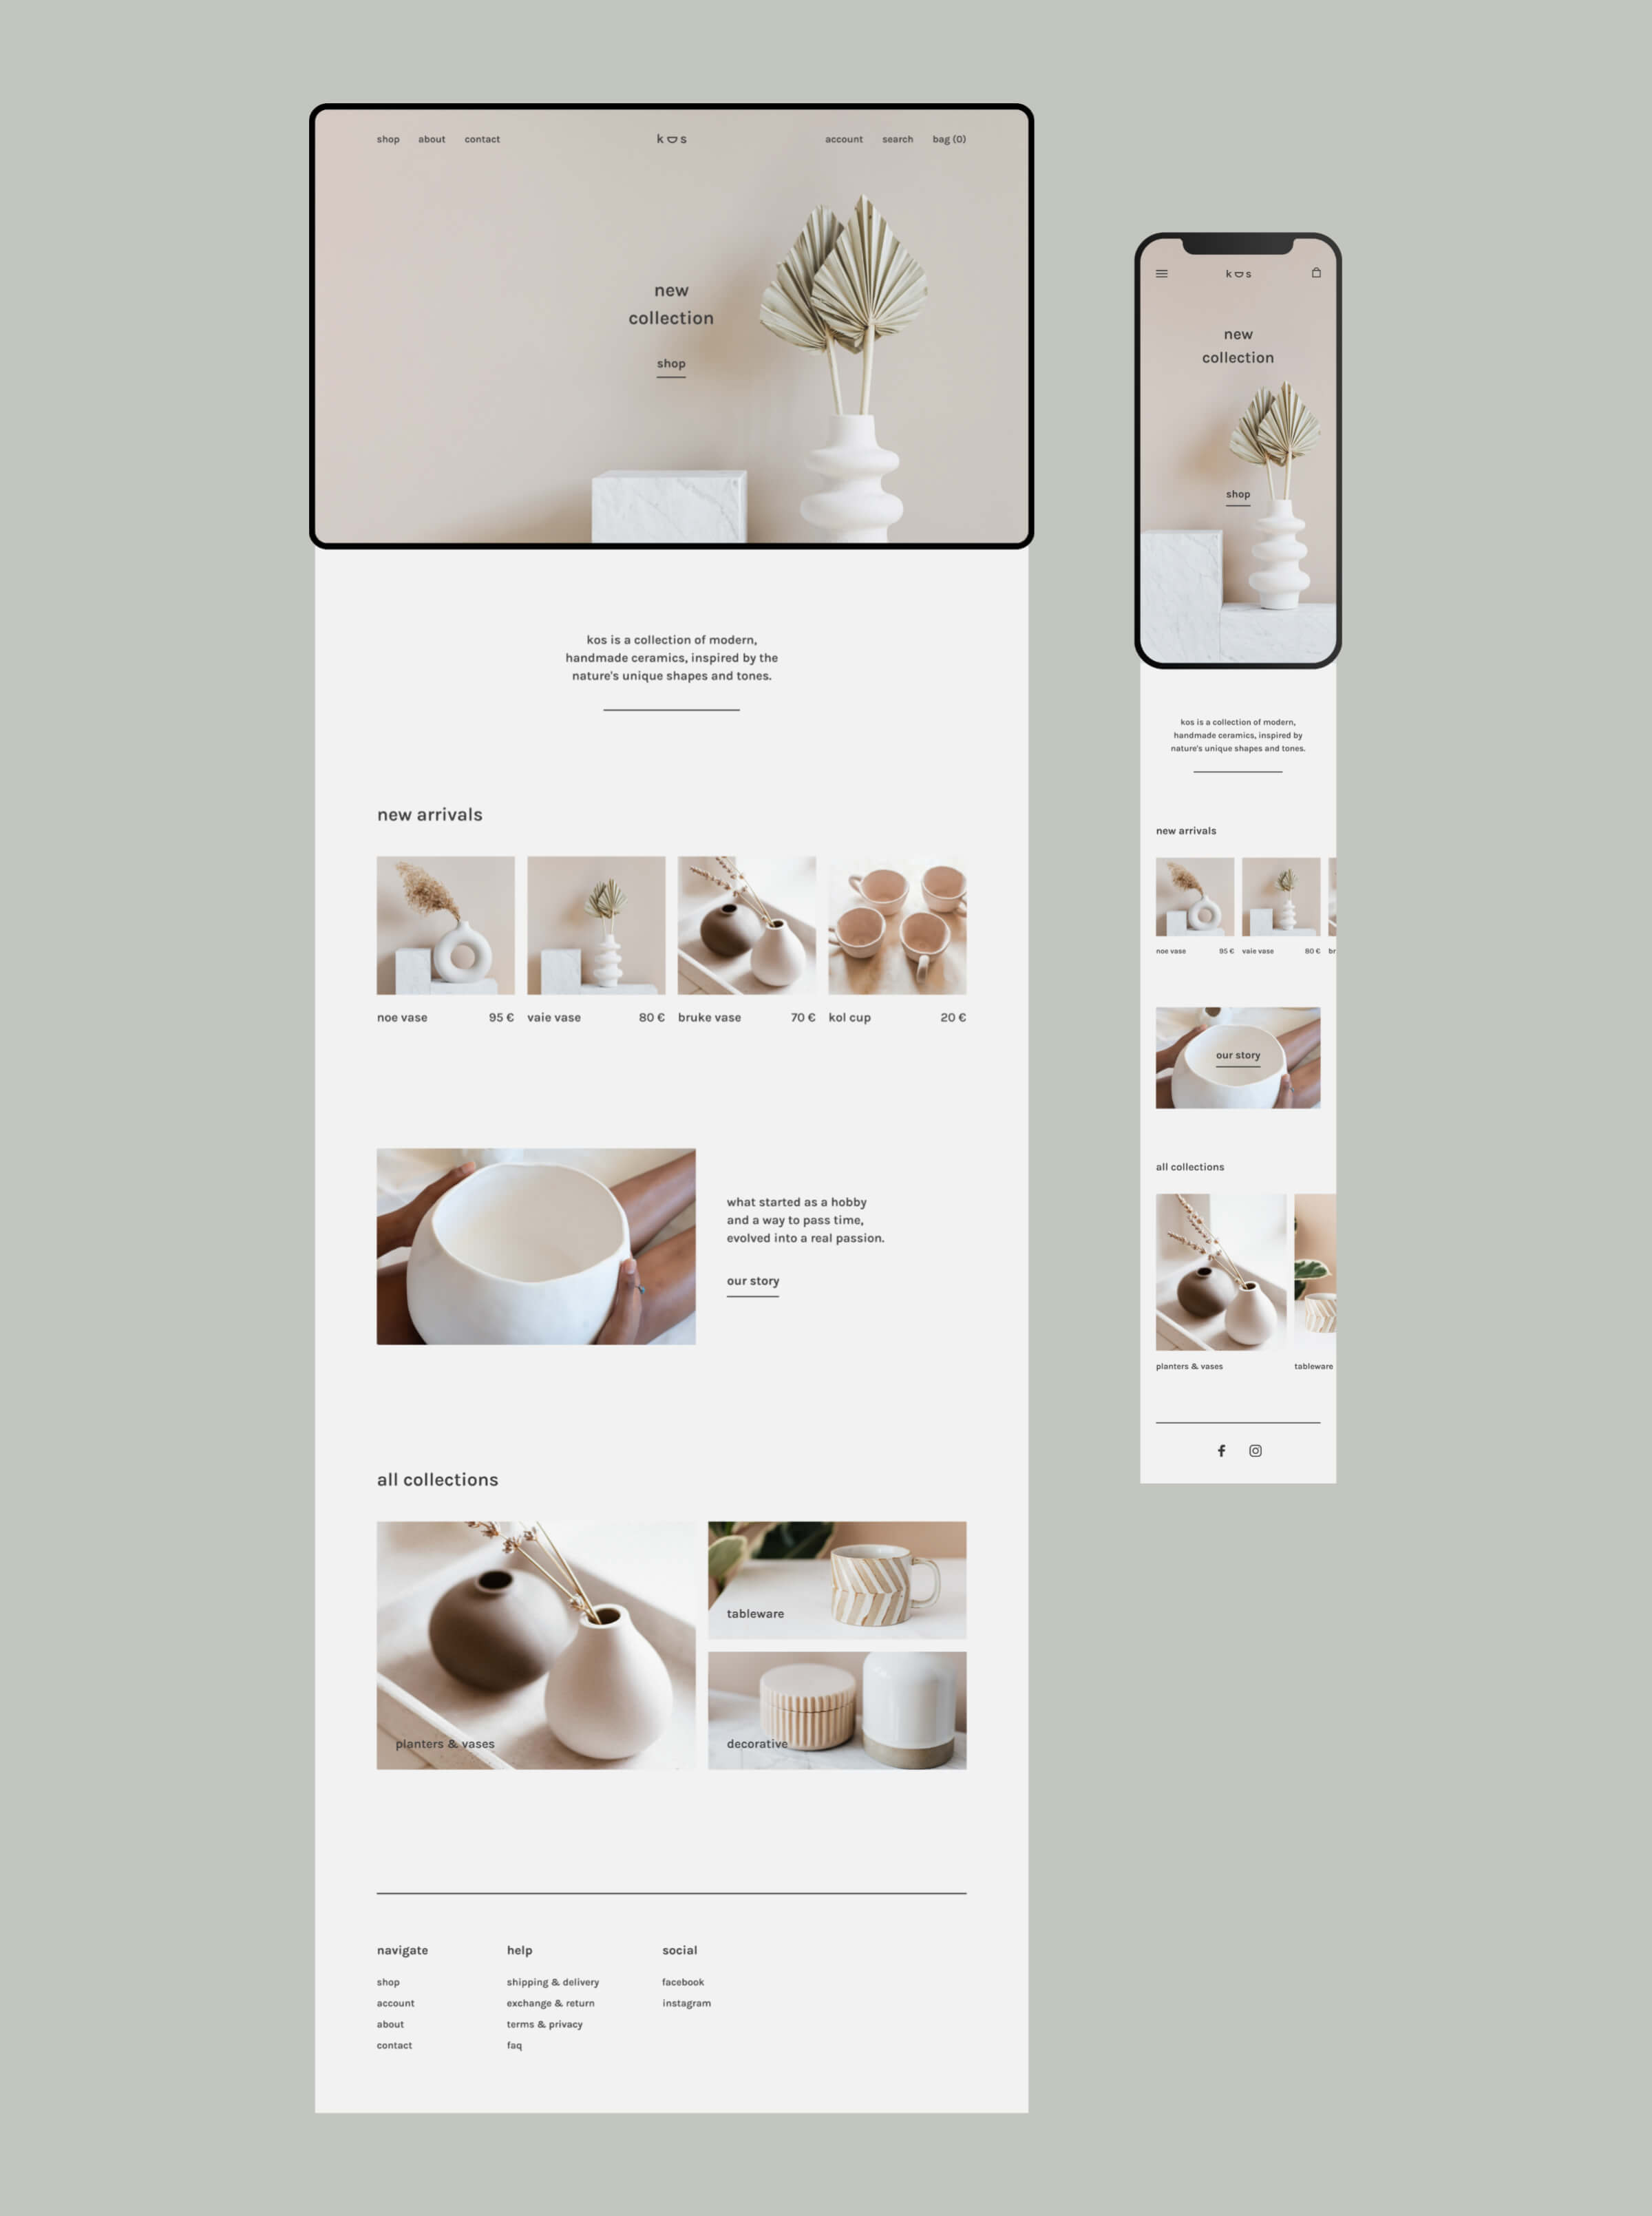 shop about contact
kos
account search bag (0)
new
collection
shop
kos is a collection of modern,
handmade ceramics, inspired by the
nature's unique shapes and tones.
new arrivals
noe vase 95 €
vaie vase 80 €
bruke vase 70 €
kol cup 20 €
what started as a hobby
and a way to pass time,
evolved into a real passion.
our story
all collections
planters & vases
tableware
decorative
navigate
shop
account
about
contact
help
shipping & delivery
exchange & return
terms & privacy
faq
social
facebook
instagram
kos
new
collection
shop
kos is a collection of modern,
handmade ceramics, inspired by
nature's unique shapes and tones.
new arrivals
noe vase 95 €
vaie vase 80 €
br
our story
all collections
planters & vases
tableware